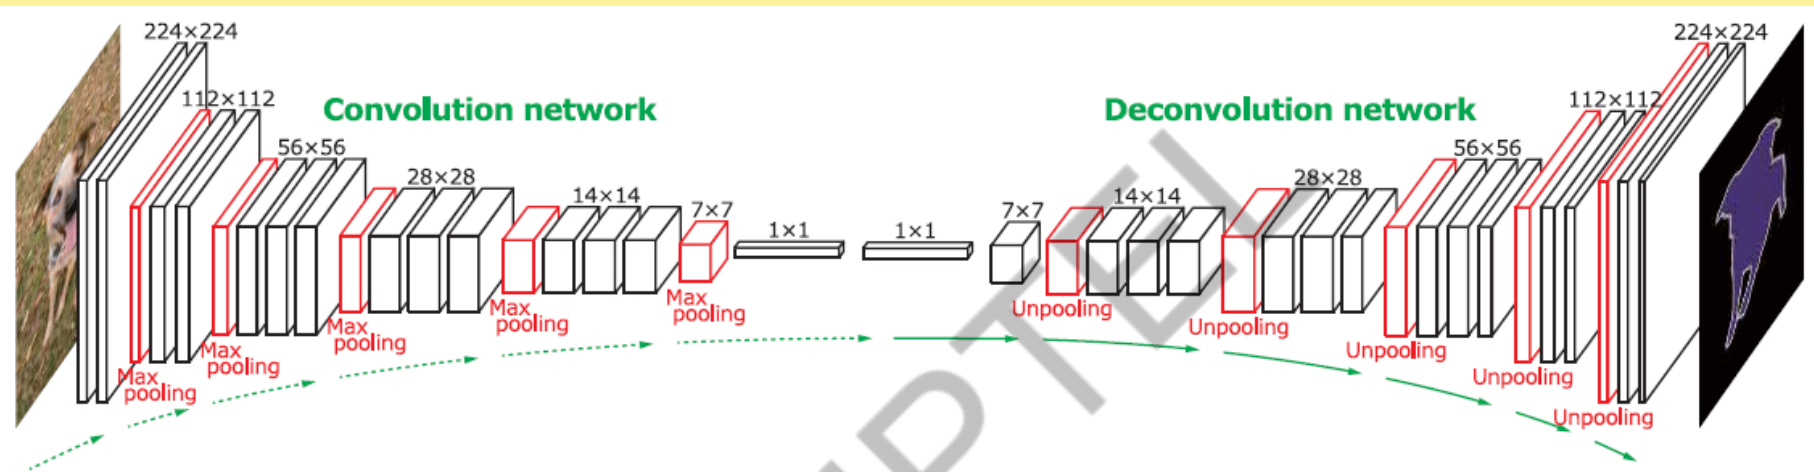 224×224
112×112
Convolution network
56×56
28×28
14×14
7×7
1×1
1×1
Max
pooling
Max
pooling
Max
pooling
Max
pooling
Max
pooling
Deconvolution network
7×7
14×14
28×28
56×56
112×112
224×224
Unpooling
Unpooling
Unpooling
Unpooling
Unpooling
NPTEL